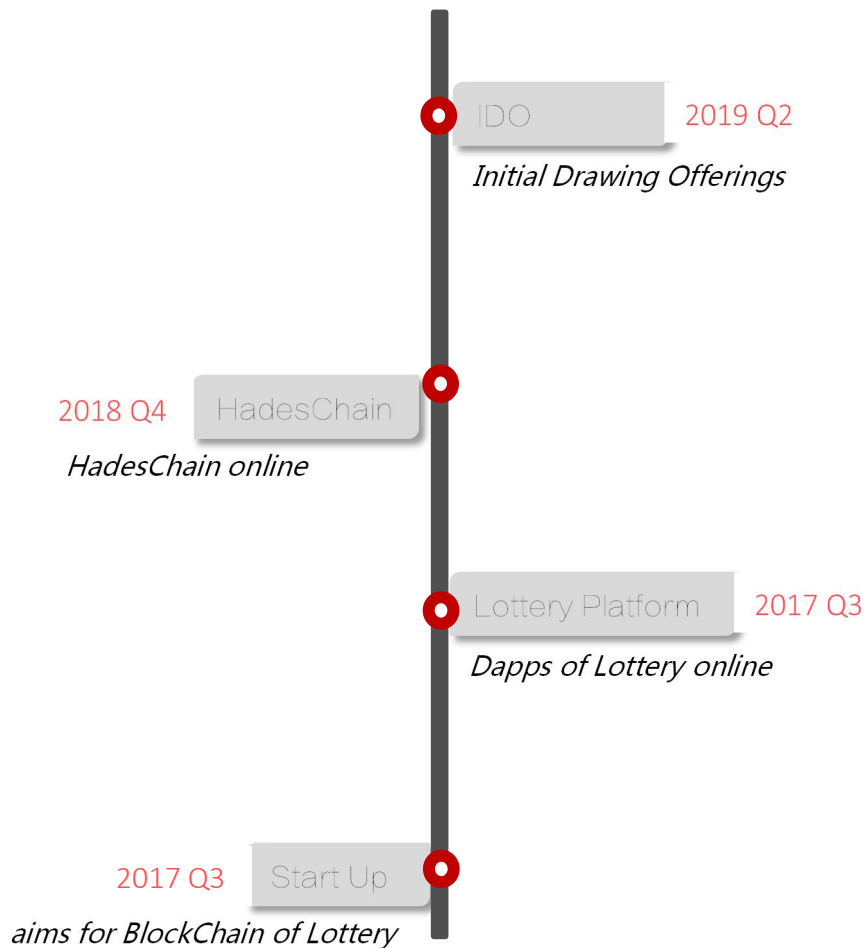 IDO 2019 Q2
Initial Drawing Offerings
2018 Q4 HadesChain
HadesChain online
Lottery Platform 2017 Q3
Dapps of Lottery online
2017 Q3 Start Up
aims for BlockChain of Lottery